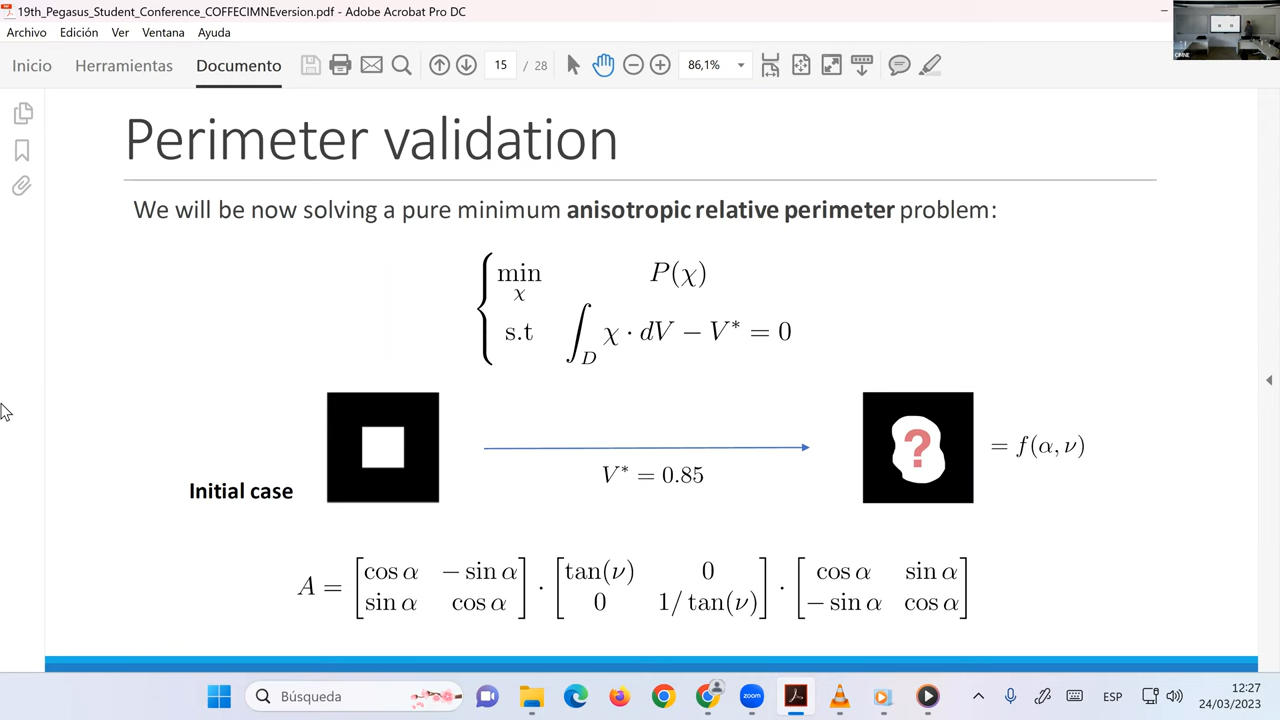 19th_Pegasus_Student_Conference_COFFECIMNEversion.pdf - Adobe Acrobat Pro DC
Archivo Edición Ver Ventana Ayuda
Inicio Herramientas Documento 15 / 28 86,1%
CIMNE
Perimeter validation
We will be now solving a pure minimum anisotropic relative perimeter problem:
min P(χ)
χ
s.t ∫_D χ · dV − V* = 0
?
= f(α, ν)
V* = 0.85
Initial case
A = [cos α − sin α; sin α cos α] · [tan(ν) 0; 0 1/ tan(ν)] · [cos α sin α; − sin α cos α]
Búsqueda
zoom
ESP
12:27
24/03/2023